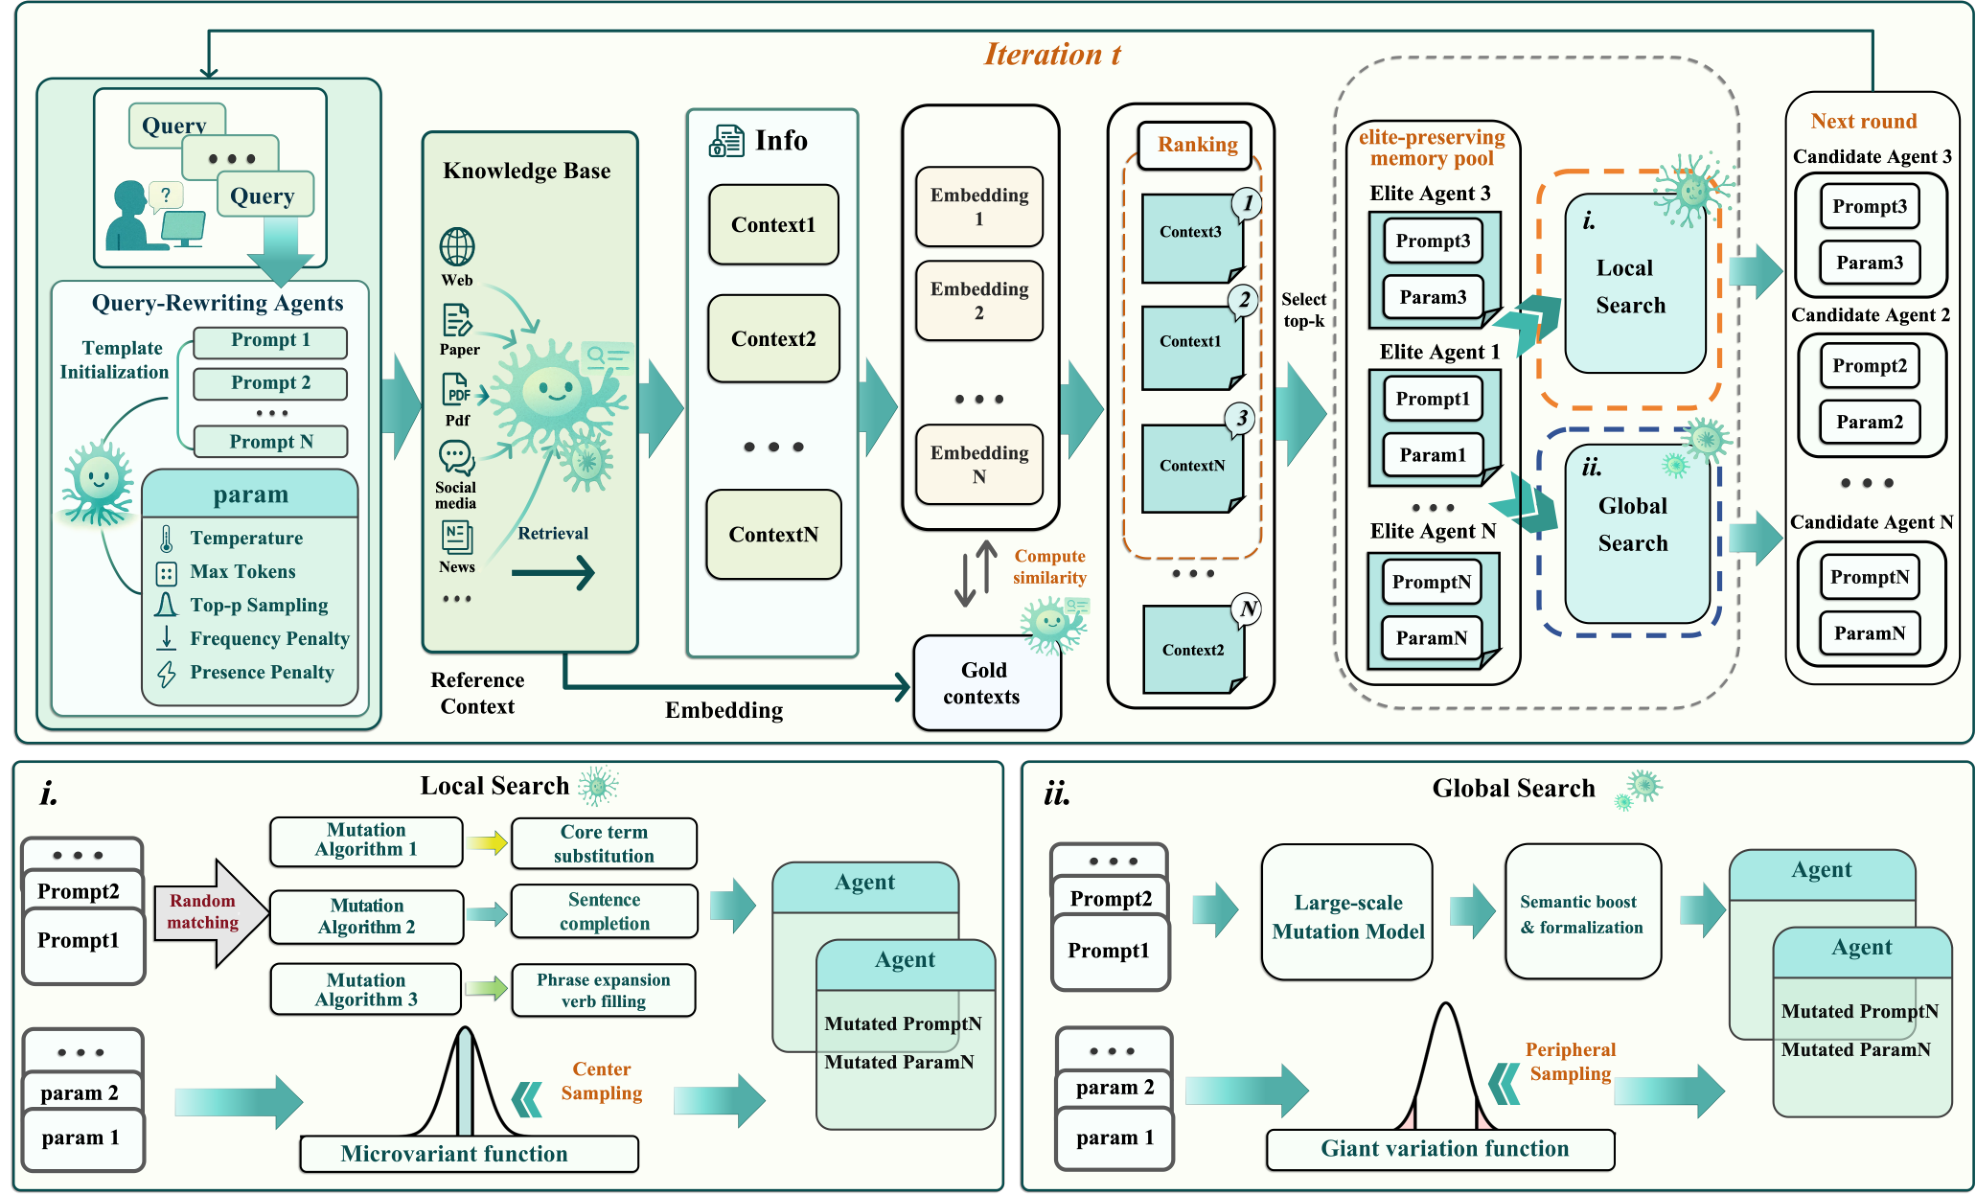 Iteration t
Query
Query
?
Query-Rewriting Agents
Template
Initialization
Prompt 1
Prompt 2
Prompt N
param
Temperature
Max Tokens
Top-p Sampling
Frequency Penalty
Presence Penalty
Knowledge Base
Web
Paper
PDF
Pdf
Social
media
N
News
Retrieval
Reference
Context
Embedding
Info
Context1
Context2
ContextN
Embedding
1
Embedding
2
Embedding
N
Compute
similarity
Gold
contexts
Ranking
1
Context3
2
Context1
3
ContextN
N
Context2
Select
top-k
elite-preserving
memory pool
Elite Agent 3
Prompt3
Param3
Elite Agent 1
Prompt1
Param1
Elite Agent N
PromptN
ParamN
i.
Local
Search
ii.
Global
Search
Next round
Candidate Agent 3
Prompt3
Param3
Candidate Agent 2
Prompt2
Param2
Candidate Agent N
PromptN
ParamN
i.
Local Search
Prompt2
Prompt1
Random
matching
Mutation
Algorithm 1
Core term
substitution
Mutation
Algorithm 2
Sentence
completion
Mutation
Algorithm 3
Phrase expansion
verb filling
param 2
param 1
Center
Sampling
Microvariant function
Agent
Agent
Mutated PromptN
Mutated ParamN
ii.
Global Search
Prompt2
Prompt1
Large-scale
Mutation Model
Semantic boost
& formalization
param 2
param 1
Peripheral
Sampling
Giant variation function
Agent
Agent
Mutated PromptN
Mutated ParamN